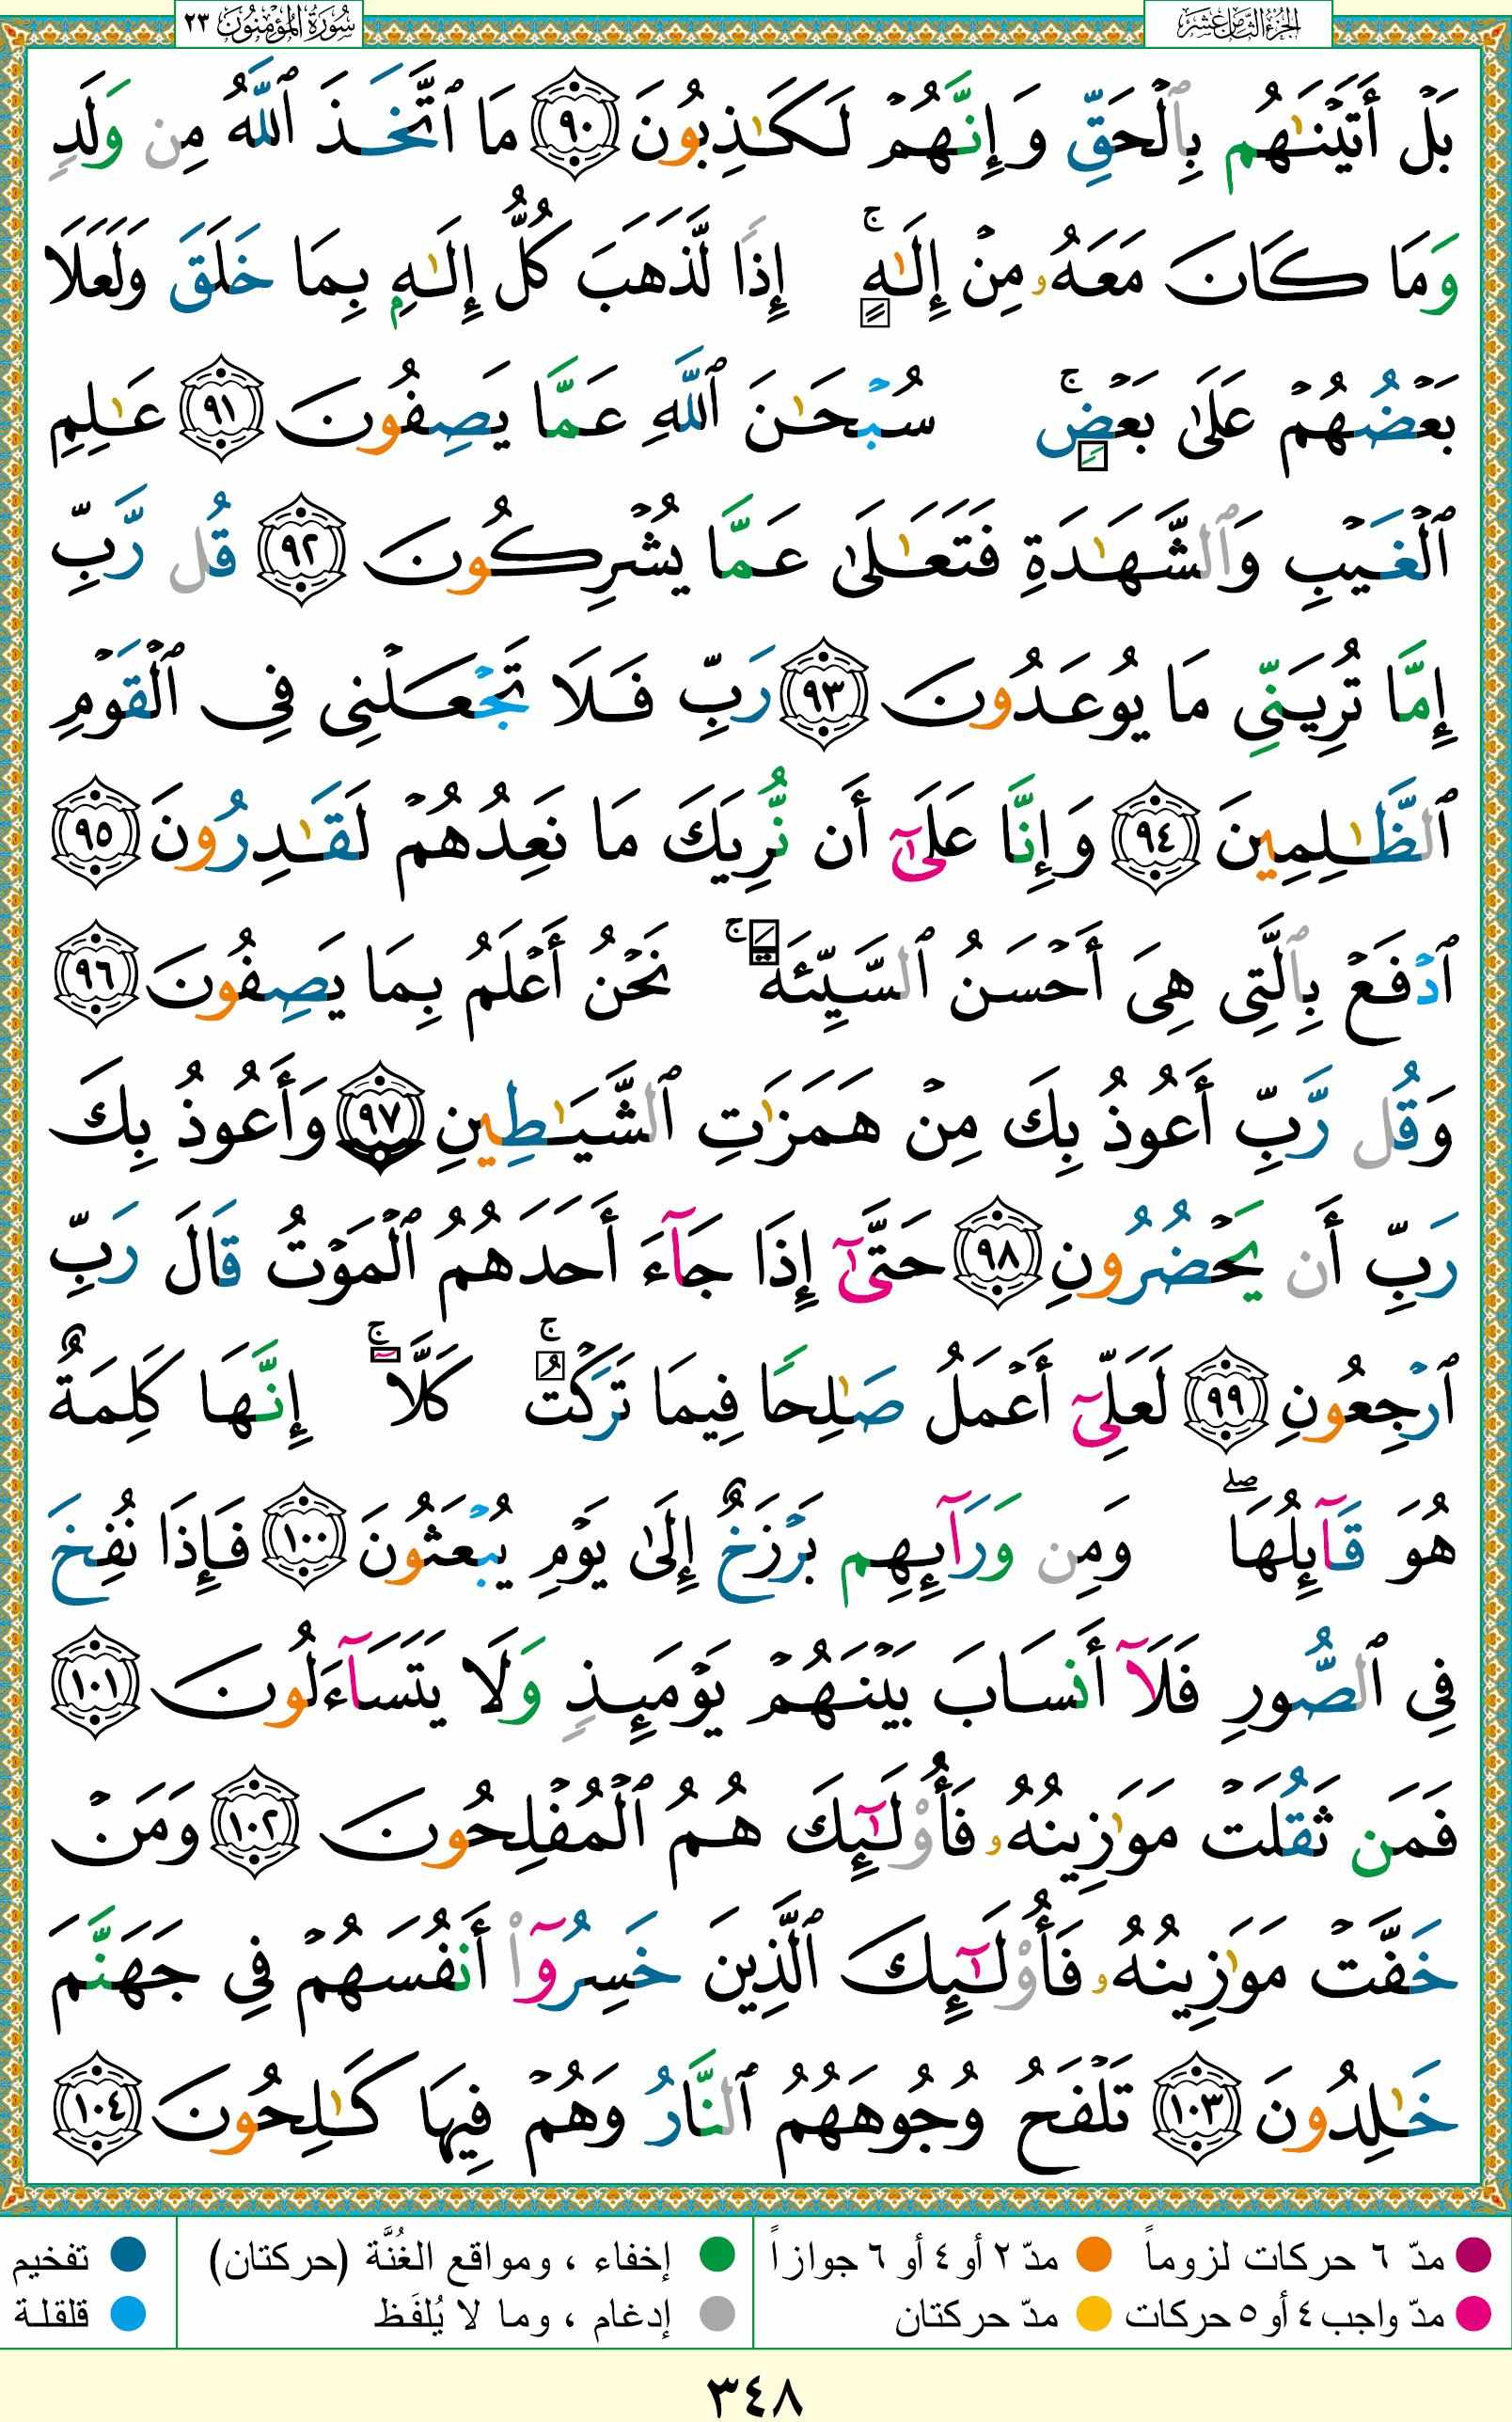 الجزء الثامن عشر
سُورَةُ المُؤْمِنُون ٢٣
بَلْ أَتَيْنَٰهُم بِٱلْحَقِّ وَإِنَّهُمْ لَكَٰذِبُونَ ٩٠ مَا ٱتَّخَذَ ٱللَّهُ مِن وَلَدٍ
وَمَا كَانَ مَعَهُۥ مِنْ إِلَٰهٍ ۚ إِذًا لَّذَهَبَ كُلُّ إِلَٰهٍۭ بِمَا خَلَقَ وَلَعَلَا
بَعْضُهُمْ عَلَىٰ بَعْضٍ ۚ سُبْحَٰنَ ٱللَّهِ عَمَّا يَصِفُونَ ٩١ عَٰلِمِ
ٱلْغَيْبِ وَٱلشَّهَٰدَةِ فَتَعَٰلَىٰ عَمَّا يُشْرِكُونَ ٩٢ قُل رَّبِّ
إِمَّا تُرِيَنِّى مَا يُوعَدُونَ ٩٣ رَبِّ فَلَا تَجْعَلْنِى فِى ٱلْقَوْمِ
ٱلظَّٰلِمِينَ ٩٤ وَإِنَّا عَلَىٰٓ أَن نُّرِيَكَ مَا نَعِدُهُمْ لَقَٰدِرُونَ ٩٥
ٱدْفَعْ بِٱلَّتِى هِىَ أَحْسَنُ ٱلسَّيِّئَةَ ۚ نَحْنُ أَعْلَمُ بِمَا يَصِفُونَ ٩٦
وَقُل رَّبِّ أَعُوذُ بِكَ مِنْ هَمَزَٰتِ ٱلشَّيَٰطِينِ ٩٧ وَأَعُوذُ بِكَ
رَبِّ أَن يَحْضُرُونِ ٩٨ حَتَّىٰٓ إِذَا جَآءَ أَحَدَهُمُ ٱلْمَوْتُ قَالَ رَبِّ
ٱرْجِعُونِ ٩٩ لَعَلِّىٓ أَعْمَلُ صَٰلِحًا فِيمَا تَرَكْتُ ۚ كَلَّآ ۚ إِنَّهَا كَلِمَةٌ
هُوَ قَآئِلُهَا ۖ وَمِن وَرَآئِهِم بَرْزَخٌ إِلَىٰ يَوْمِ يُبْعَثُونَ ١٠٠ فَإِذَا نُفِخَ
فِى ٱلصُّورِ فَلَآ أَنسَابَ بَيْنَهُمْ يَوْمَئِذٍ وَلَا يَتَسَآءَلُونَ ١٠١
فَمَن ثَقُلَتْ مَوَٰزِينُهُۥ فَأُو۟لَٰٓئِكَ هُمُ ٱلْمُفْلِحُونَ ١٠٢ وَمَنْ
خَفَّتْ مَوَٰزِينُهُۥ فَأُو۟لَٰٓئِكَ ٱلَّذِينَ خَسِرُوٓا۟ أَنفُسَهُمْ فِى جَهَنَّمَ
خَٰلِدُونَ ١٠٣ تَلْفَحُ وُجُوهَهُمُ ٱلنَّارُ وَهُمْ فِيهَا كَٰلِحُونَ ١٠٤
مدّ ٦ حركات لزوماً مدّ ٢ أو ٤ أو ٦ جوازاً إخفاء ، ومواقع الغُنَّة (حركتان) تفخيم
مدّ واجب ٤ أو ٥ حركات مدّ حركتان إدغام ، وما لا يُلفَظ قلقلة
٣٤٨